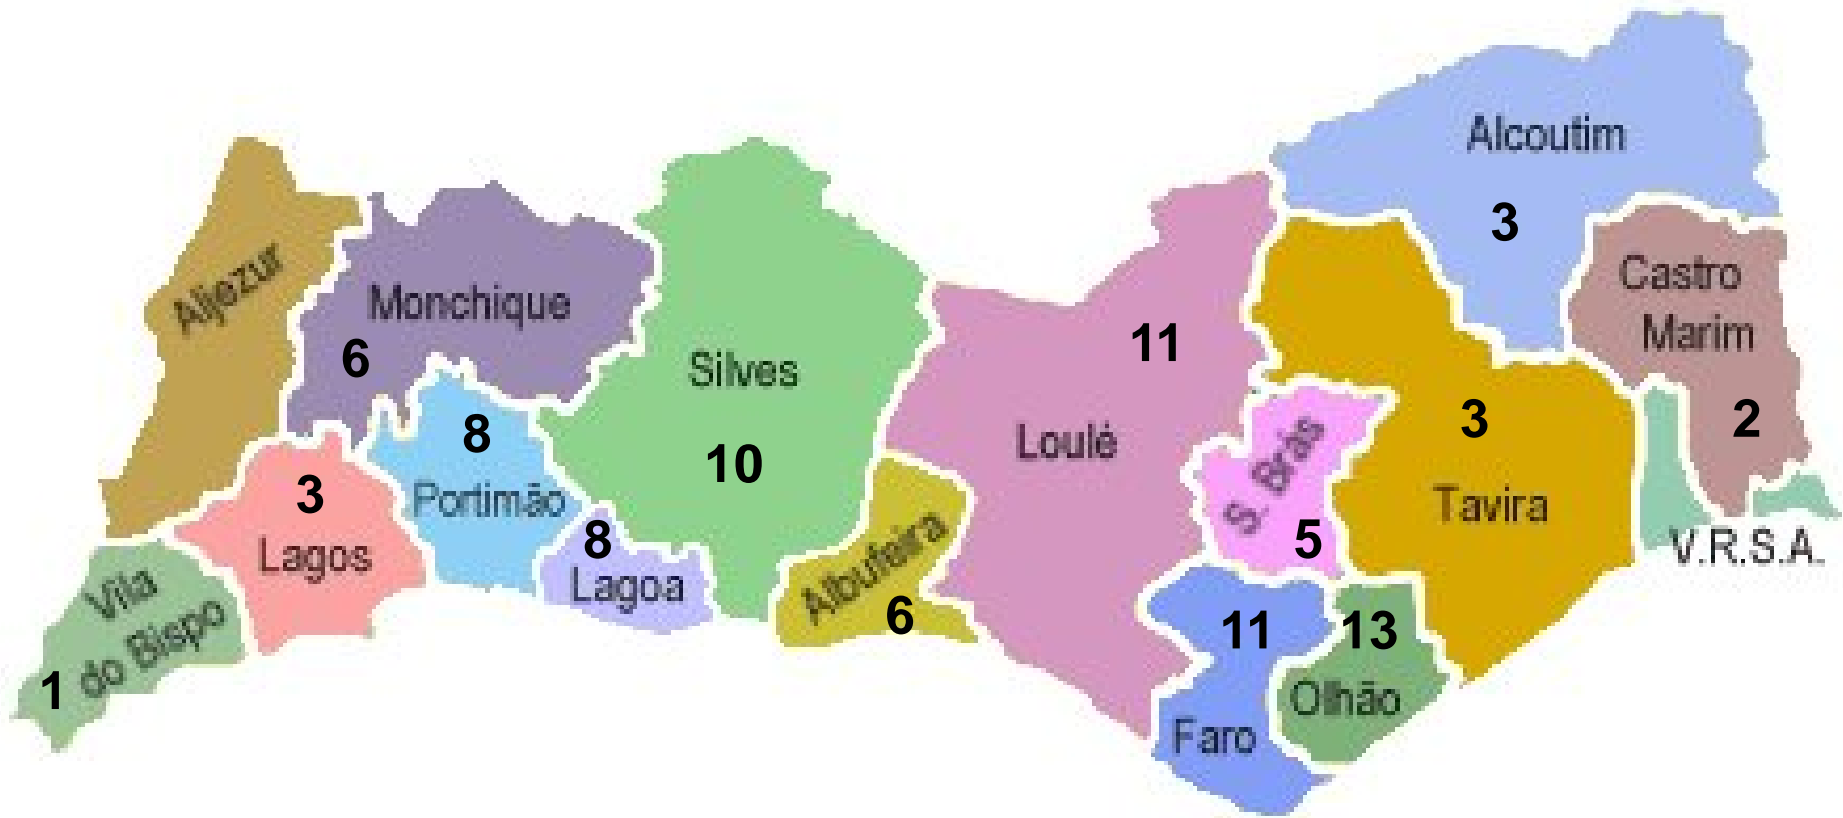 Alcoutim
3
Aljezur
Monchique
6
Silves
10
Loulé
11
Castro
Marim
2
Tavira
3
S. Brás
5
Portimão
8
Lagos
3
Lagoa
8
Albufeira
6
V.R.S.A.
Vila
do Bispo
1
Faro
11
Olhão
13